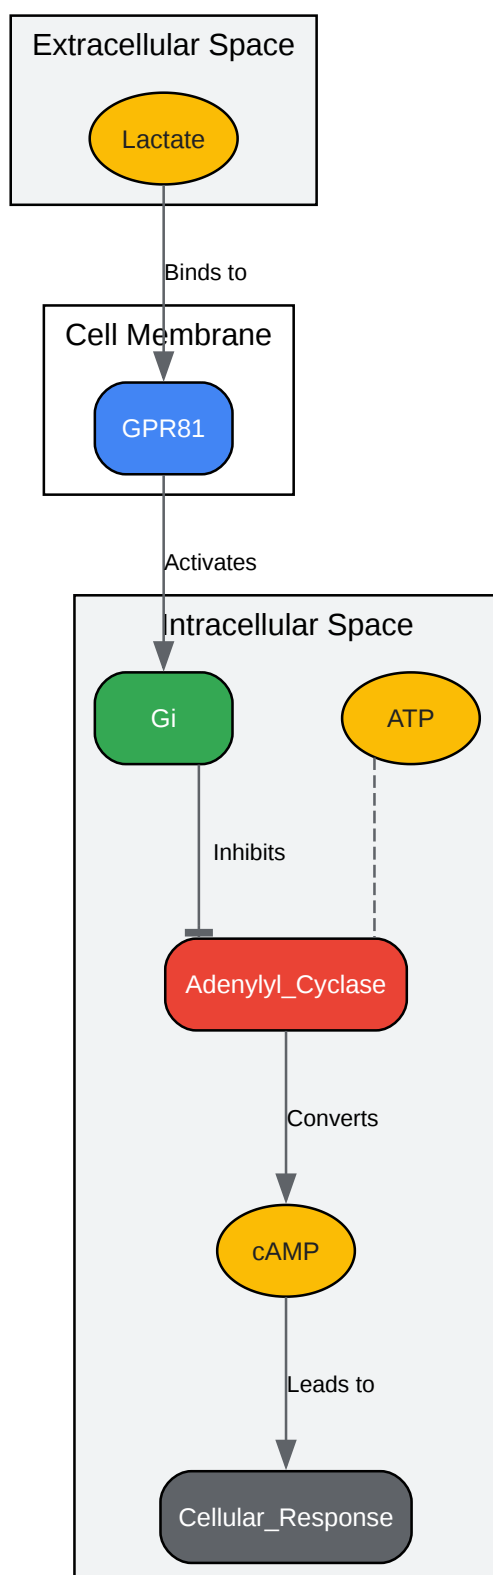 Extracellular Space
Lactate
Binds to
Cell Membrane
GPR81
Activates
Intracellular Space
Gi
ATP
Inhibits
Adenylyl_Cyclase
Converts
cAMP
Leads to
Cellular_Response